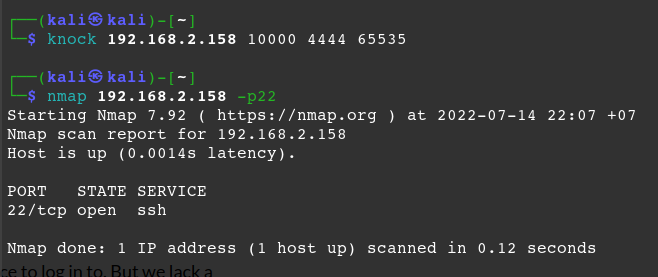 ┌──(kali㉿kali)-[~]
└─$ knock 192.168.2.158 10000 4444 65535
┌──(kali㉿kali)-[~]
└─$ nmap 192.168.2.158 -p22
Starting Nmap 7.92 ( https://nmap.org ) at 2022-07-14 22:07 +07
Nmap scan report for 192.168.2.158
Host is up (0.0014s latency).
PORT   STATE SERVICE
22/tcp open  ssh
Nmap done: 1 IP address (1 host up) scanned in 0.12 seconds
ce to log in to. But we lack a